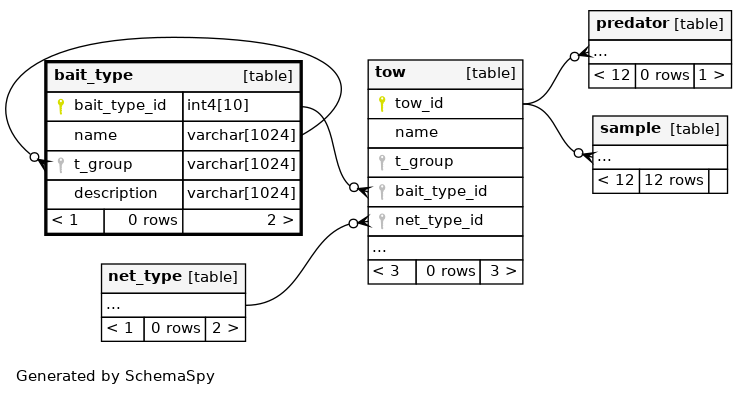 bait_type [table]
bait_type_id int4[10]
name varchar[1024]
t_group varchar[1024]
description varchar[1024]
< 1 0 rows 2 >
net_type [table]
...
< 1 0 rows 2 >
tow [table]
tow_id
name
t_group
bait_type_id
net_type_id
...
< 3 0 rows 3 >
predator [table]
...
< 12 0 rows 1 >
sample [table]
...
< 12 12 rows
Generated by SchemaSpy